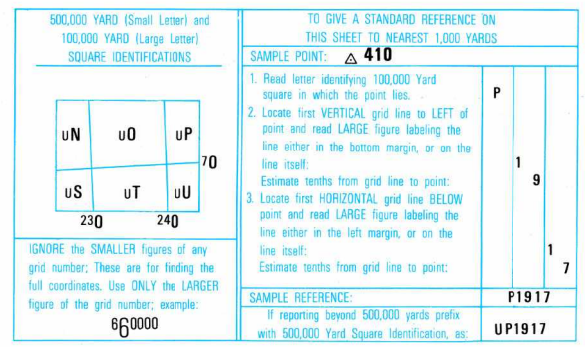 500,000 YARD (Small Letter) and
100,000 YARD (Large Letter)
SQUARE IDENTIFICATIONS
uN uO uP
70
uS uT uU
230 240
IGNORE the SMALLER figures of any
grid number; These are for finding the
full coordinates. Use ONLY the LARGER
figure of the grid number; example:
660000
TO GIVE A STANDARD REFERENCE ON
THIS SHEET TO NEAREST 1,000 YARDS
SAMPLE POINT: 410
1. Read letter identifying 100,000 Yard
square in which the point lies. P
2. Locate first VERTICAL grid line to LEFT of
point and read LARGE figure labeling the
line either in the bottom margin, or on the
line itself: 1
Estimate tenths from grid line to point: 9
3. Locate first HORIZONTAL grid line BELOW
point and read LARGE figure labeling the
line either in the left margin, or on the
line itself: 1
Estimate tenths from grid line to point: 7
SAMPLE REFERENCE: P1917
If reporting beyond 500,000 yards prefix
with 500,000 Yard Square Identification, as: UP1917